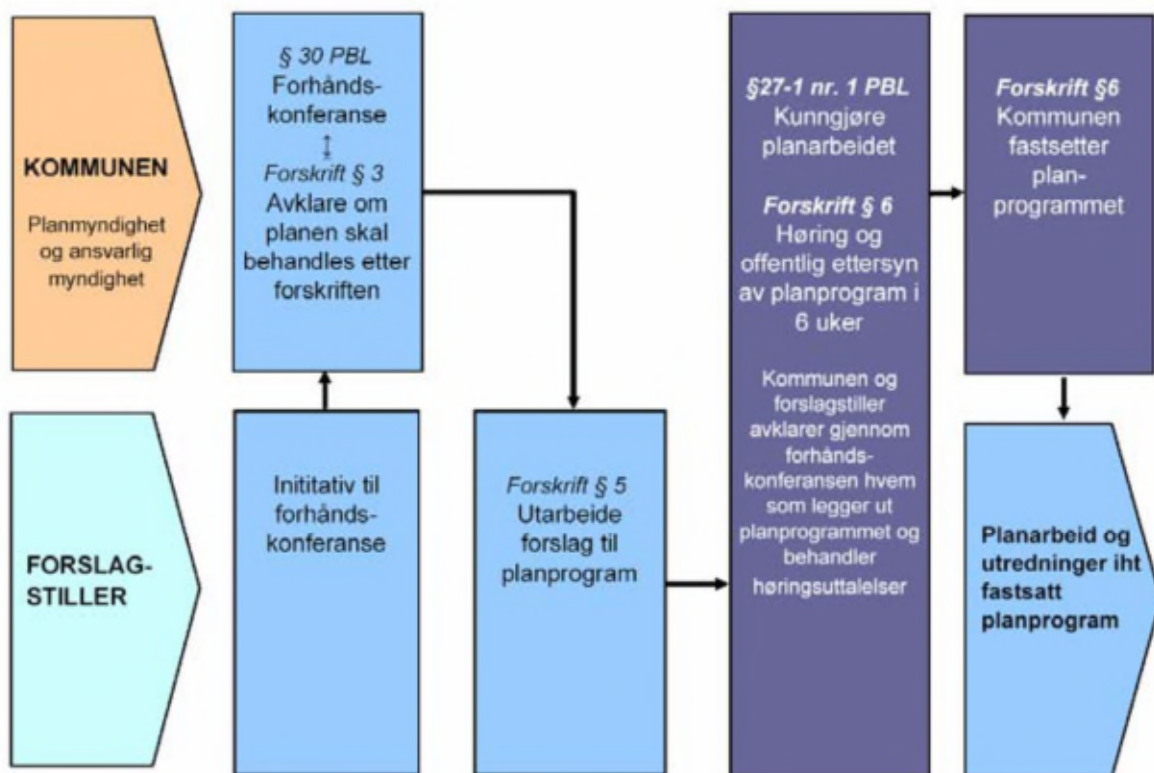 KOMMUNEN
Planmyndighet
og ansvarlig
myndighet
§ 30 PBL
Forhånds-
konferanse
Forskrift § 3
Avklare om
planen skal
behandles etter
forskriften
§27-1 nr. 1 PBL
Kunngjøre
planarbeidet
Forskrift § 6
Høring og
offentlig ettersyn
av planprogram i
6 uker
Kommunen og
forslagstiller
avklarer gjennom
forhånds-
konferansen hvem
som legger ut
planprogrammet og
behandler
høringsuttalelser
Forskrift §6
Kommunen
fastsetter
plan-
programmet
FORSLAG-
STILLER
Inititativ til
forhånds-
konferanse
Forskrift § 5
Utarbeide
forslag til
planprogram
Planarbeid og
utredninger iht
fastsatt
planprogram